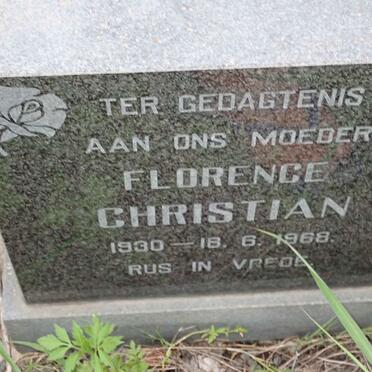 TER GEDAGTENIS
AAN ONS MOEDER
FLORENCE
CHRISTIAN
1930 — 18. 6. 1968.
RUS IN VREDE